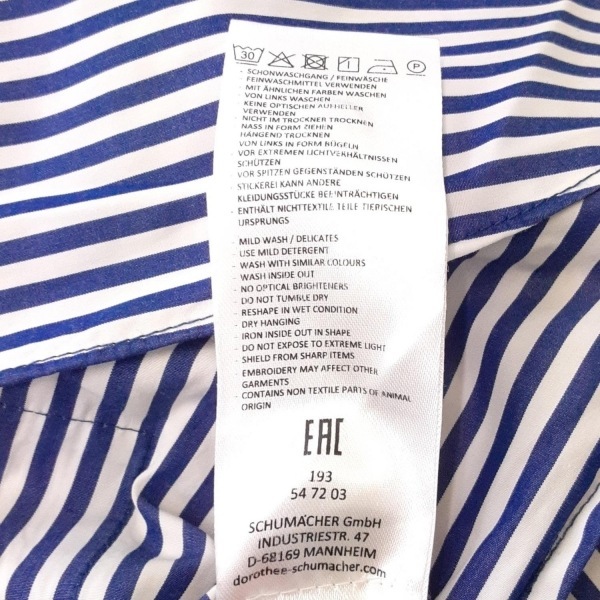 30 P
- SCHONWASCHGANG / FEINWÄSCHE
- FEINWASCHMITTEL VERWENDEN
- MIT ÄHNLICHEN FARBEN WASCHEN
VON LINKS WASCHEN
KEINE OPTISCHEN AUFHELLER
VERWENDEN
NICHT IM TROCKNER TROCKNEN
NASS IN FORM ZIEHEN
HÄNGEND TROCKNEN
VON LINKS IN FORM BÜGELN
VOR EXTREMEN LICHTVERHÄLTNISSEN
SCHÜTZEN
VOR SPITZEN GEGENSTÄNDEN SCHÜTZEN
- STICKEREI KANN ANDERE
KLEIDUNGSSTÜCKE BEEINTRÄCHTIGEN
- ENTHÄLT NICHTTEXTILE TEILE TIERISCHEN
URSPRUNGS
- MILD WASH / DELICATES
- USE MILD DETERGENT
- WASH WITH SIMILAR COLOURS
- WASH INSIDE OUT
- NO OPTICAL BRIGHTENERS
- DO NOT TUMBLE DRY
- RESHAPE IN WET CONDITION
- DRY HANGING
- IRON INSIDE OUT IN SHAPE
- DO NOT EXPOSE TO EXTREME LIGHT
- SHIELD FROM SHARP ITEMS
- EMBROIDERY MAY AFFECT OTHER
GARMENTS
- CONTAINS NON TEXTILE PARTS OF ANIMAL
ORIGIN
EAC
193
54 72 03
SCHUMACHER GmbH
INDUSTRIESTR. 47
D-68169 MANNHEIM
dorothee-schumacher.com